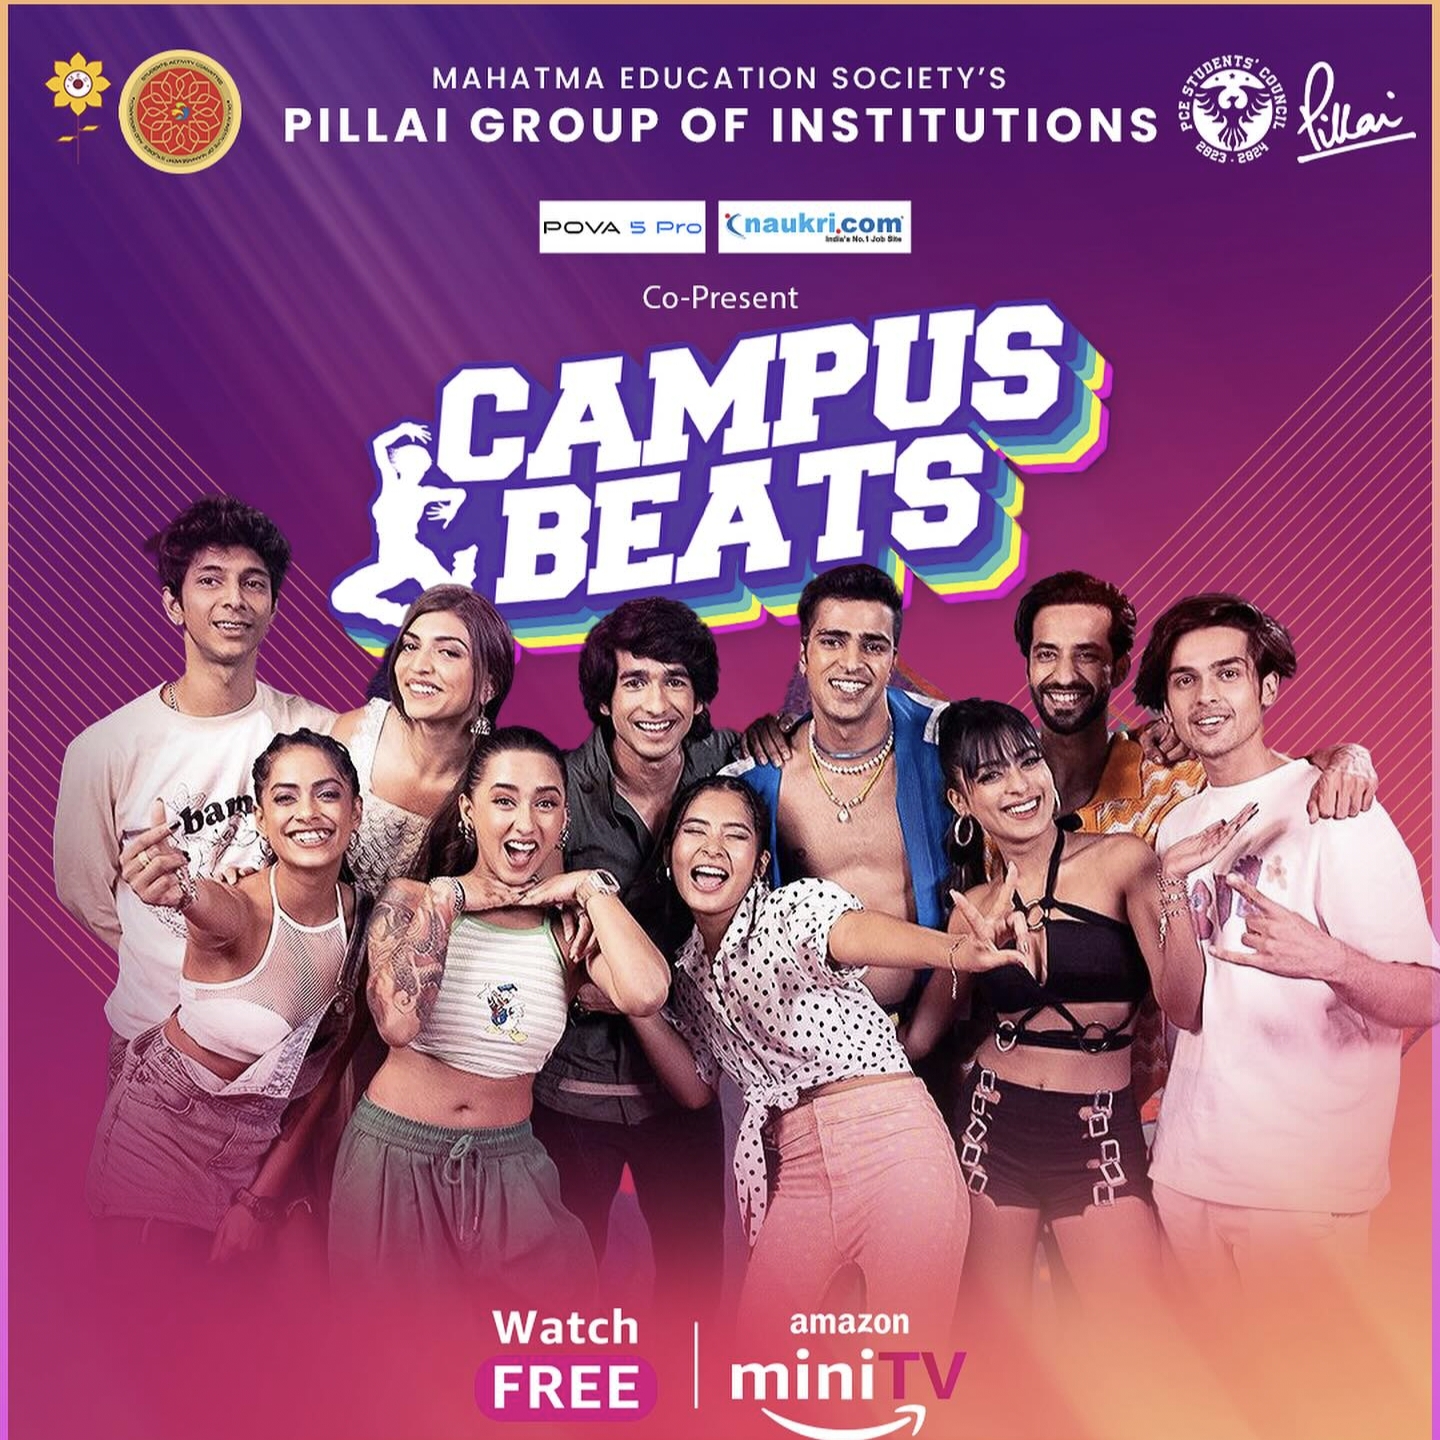 MAHATMA EDUCATION SOCIETY'S
PILLAI GROUP OF INSTITUTIONS
PCE STUDENTS' COUNCIL
2023 - 2024
Pillai
POVA 5 Pro
naukri.com
India's No.1 Job Site
Co-Present
CAMPUS
BEATS
bam
Watch
FREE
amazon
miniTV